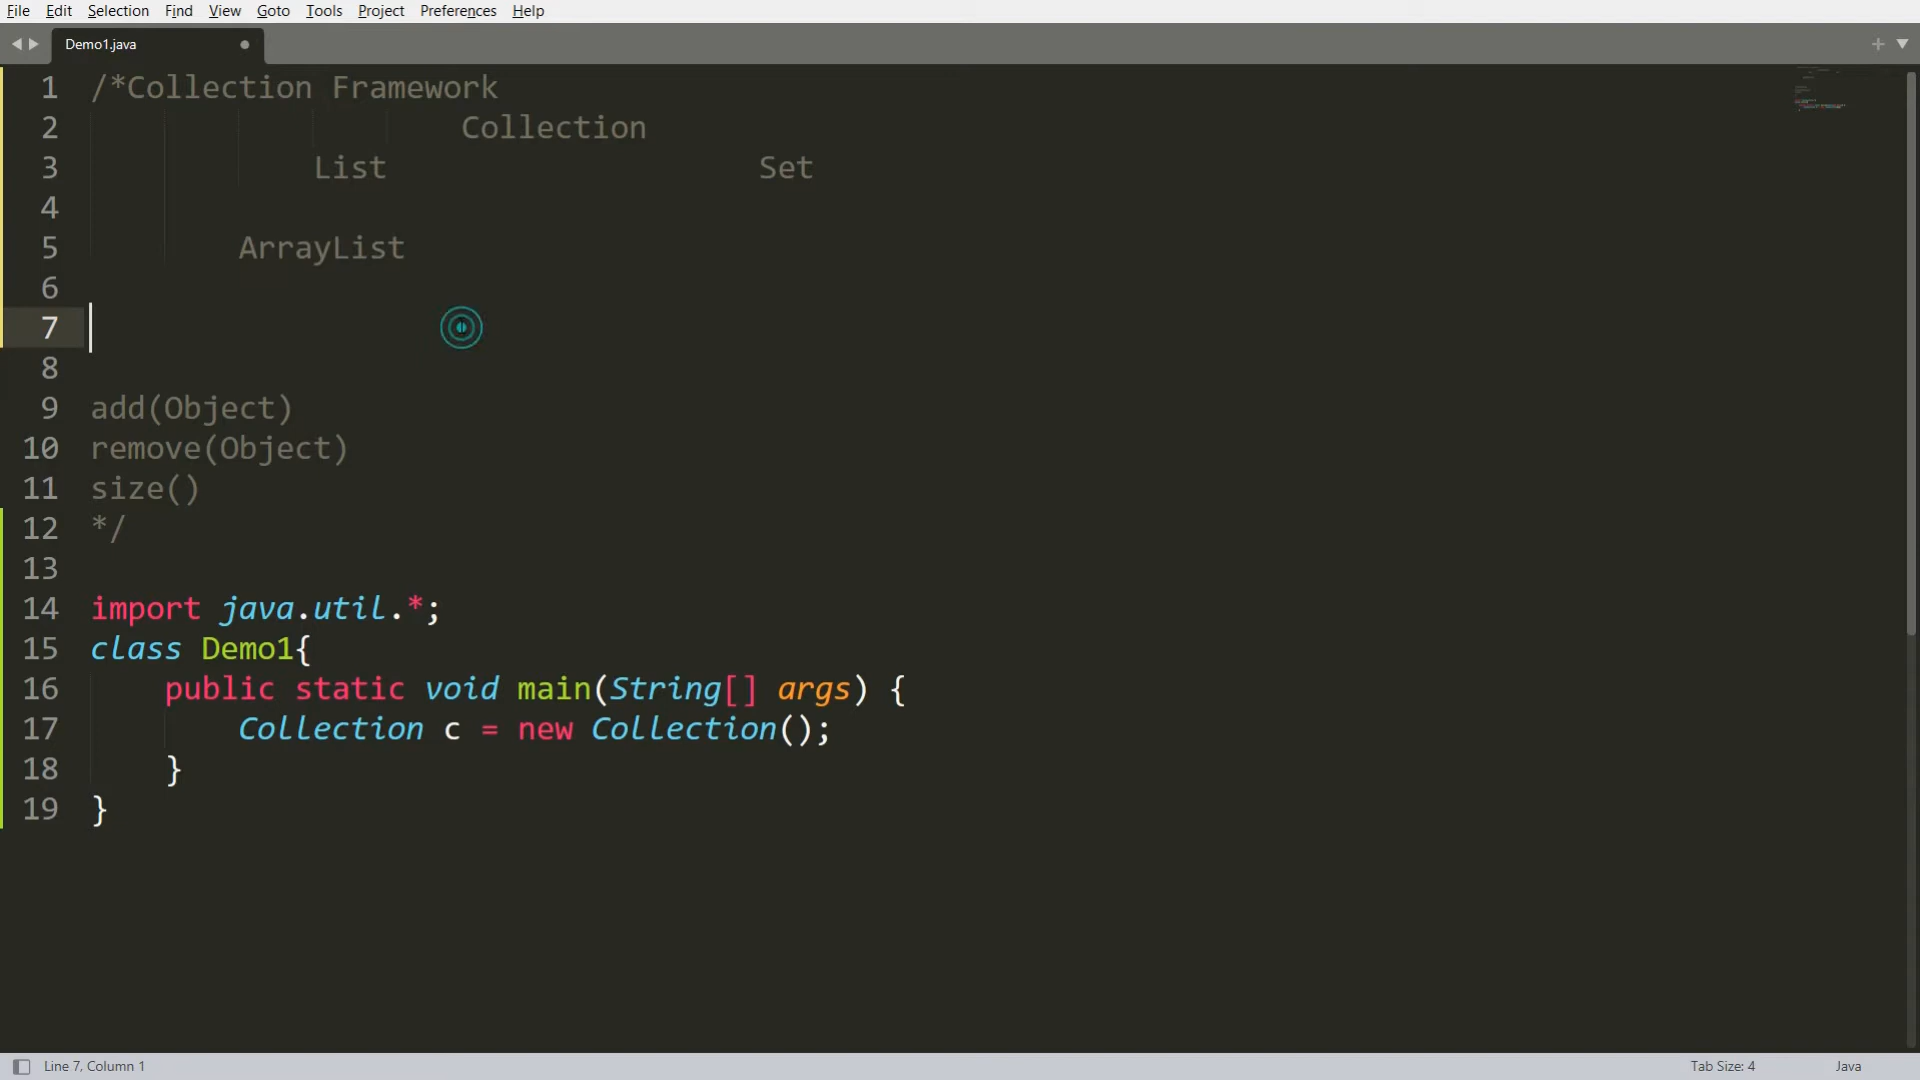 File Edit Selection Find View Goto Tools Project Preferences Help
Demo1.java
1 /*Collection Framework
2 Collection
3 List Set
4
5 ArrayList
6
7
8
9 add(Object)
10 remove(Object)
11 size()
12 */
13
14 import java.util.*;
15 class Demo1{
16 public static void main(String[] args) {
17 Collection c = new Collection();
18 }
19 }
Line 7, Column 1 Tab Size: 4 Java